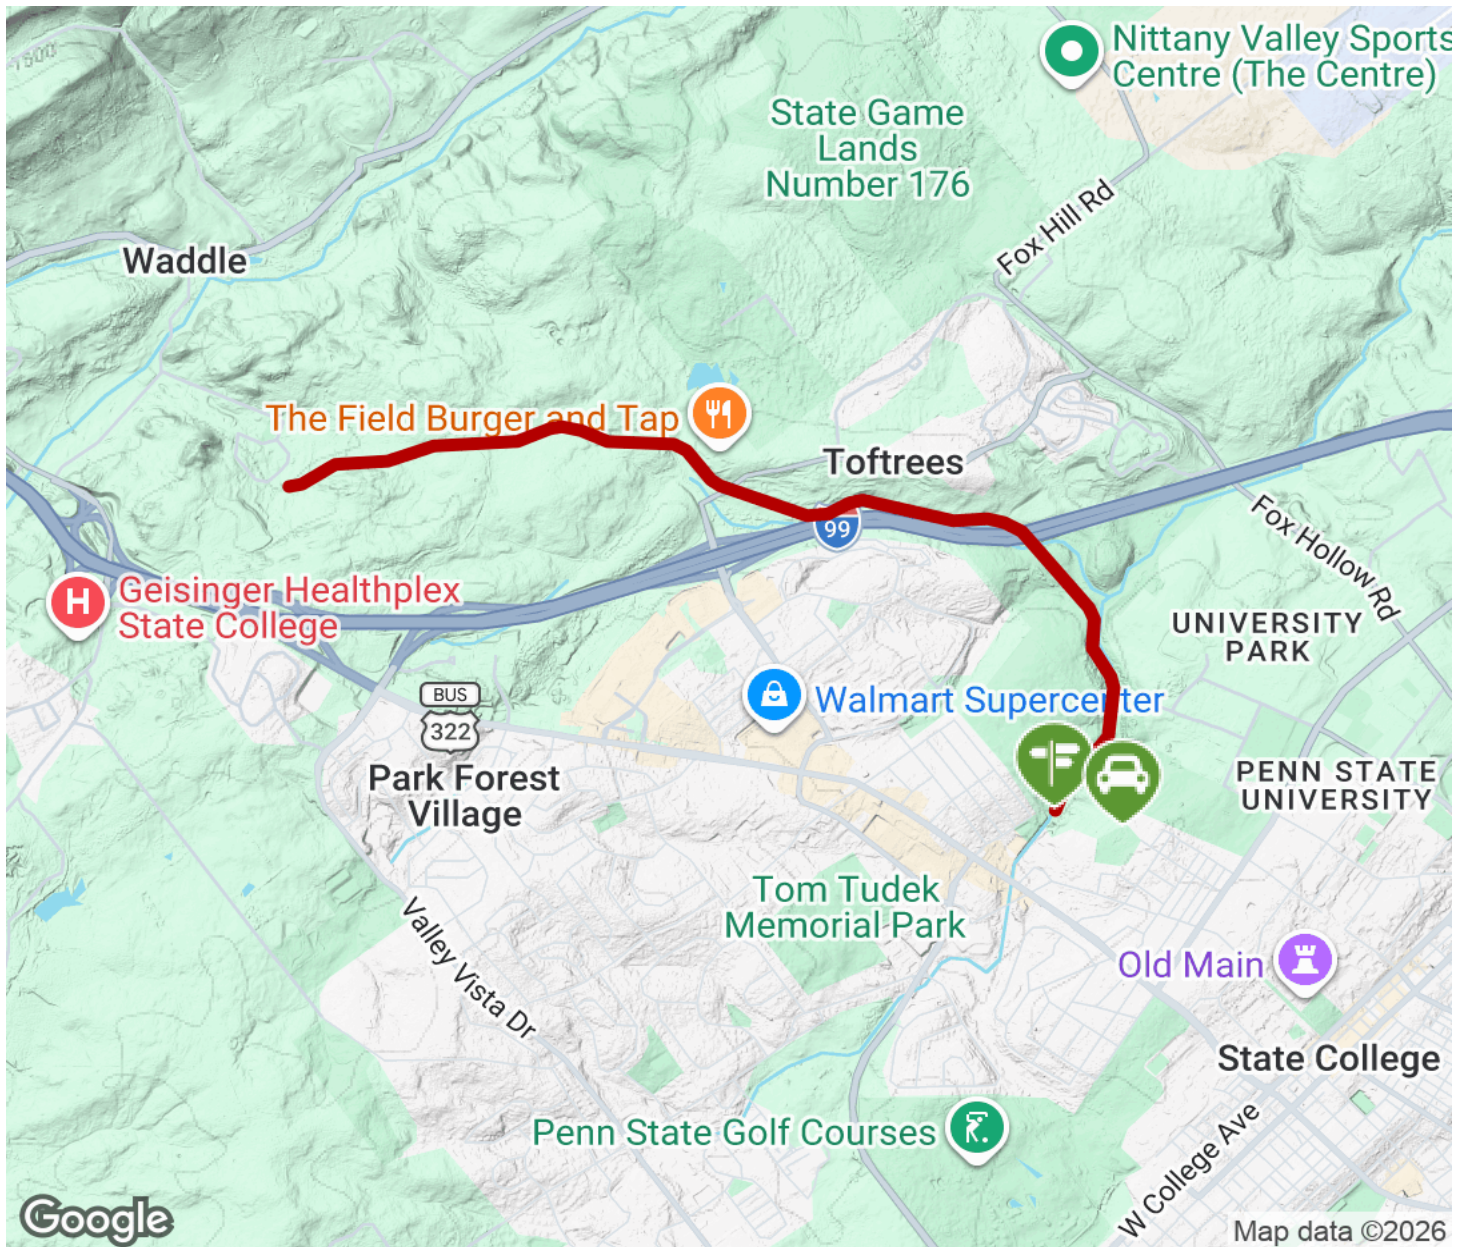 Nittany Valley Sports
Centre (The Centre)
State Game
Lands
Number 176
Fox Hill Rd
Waddle
The Field Burger and Tap
Toftrees
99
Fox Hollow Rd
Geisinger Healthplex
State College
H
UNIVERSITY
PARK
BUS
322
Walmart Supercenter
Park Forest
Village
PENN STATE
UNIVERSITY
Tom Tudek
Memorial Park
Valley Vista Dr
Old Main
State College
Penn State Golf Courses
W College Ave
Google
Map data ©2026